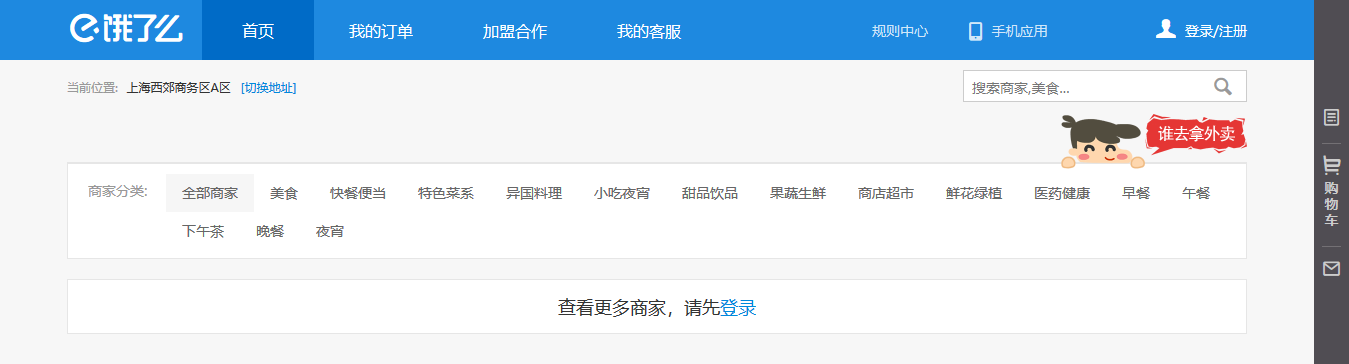 e饿了么 首页 我的订单 加盟合作 我的客服 规则中心 手机应用 登录/注册
当前位置: 上海西郊商务区A区 [切换地址] 搜索商家,美食...
谁去拿外卖
商家分类: 全部商家 美食 快餐便当 特色菜系 异国料理 小吃夜宵 甜品饮品 果蔬生鲜 商店超市 鲜花绿植 医药健康 早餐 午餐
下午茶 晚餐 夜宵
查看更多商家，请先登录
购物车